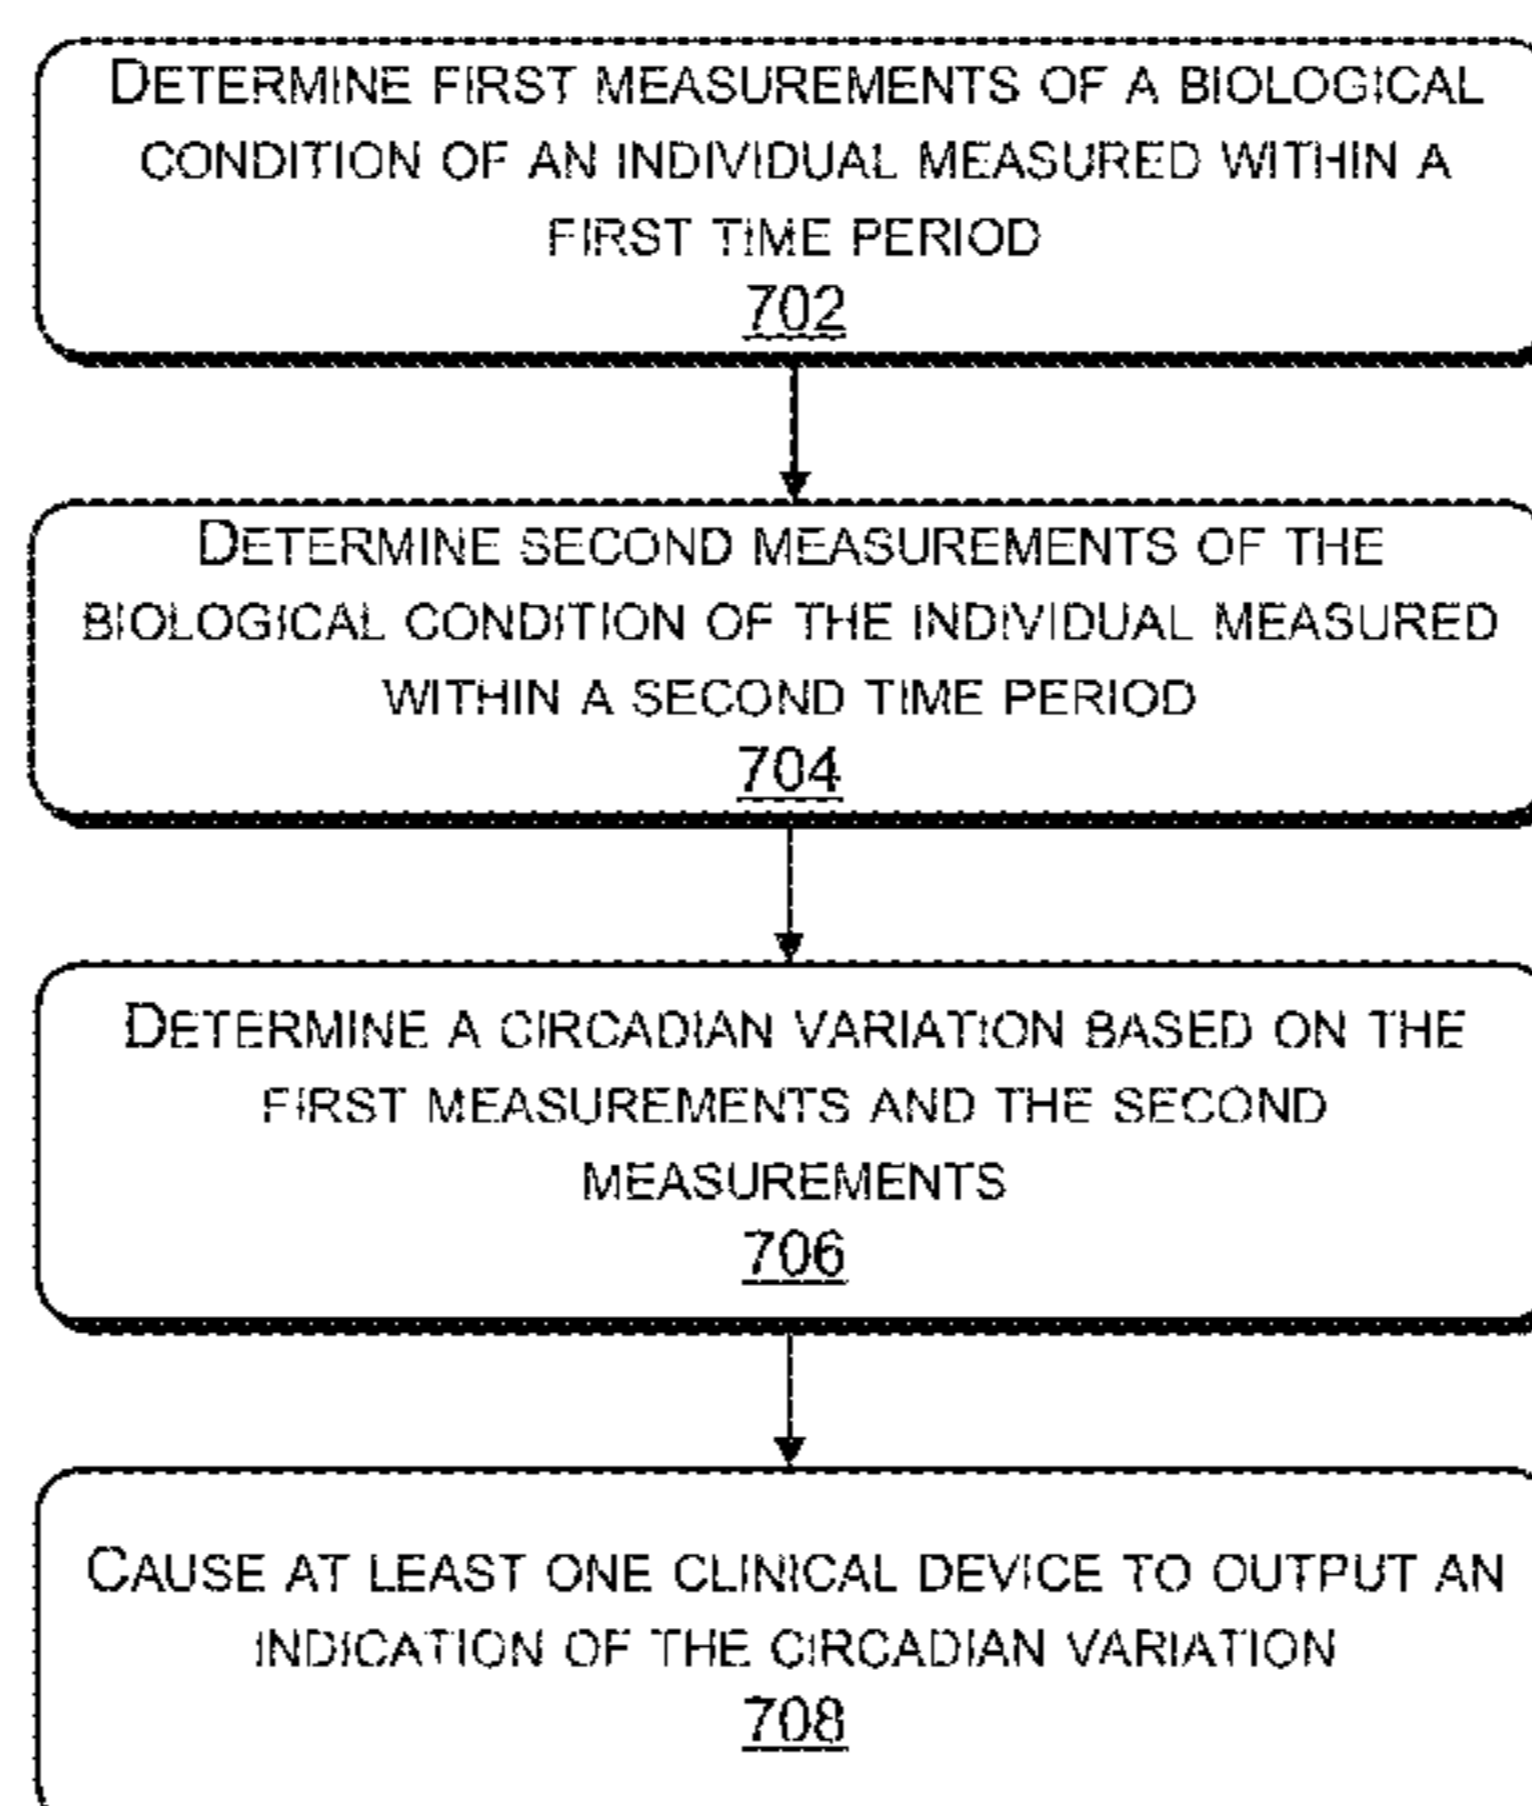 DETERMINE FIRST MEASUREMENTS OF A BIOLOGICAL
CONDITION OF AN INDIVIDUAL MEASURED WITHIN A
FIRST TIME PERIOD
702
DETERMINE SECOND MEASUREMENTS OF THE
BIOLOGICAL CONDITION OF THE INDIVIDUAL MEASURED
WITHIN A SECOND TIME PERIOD
704
DETERMINE A CIRCADIAN VARIATION BASED ON THE
FIRST MEASUREMENTS AND THE SECOND
MEASUREMENTS
706
CAUSE AT LEAST ONE CLINICAL DEVICE TO OUTPUT AN
INDICATION OF THE CIRCADIAN VARIATION
708